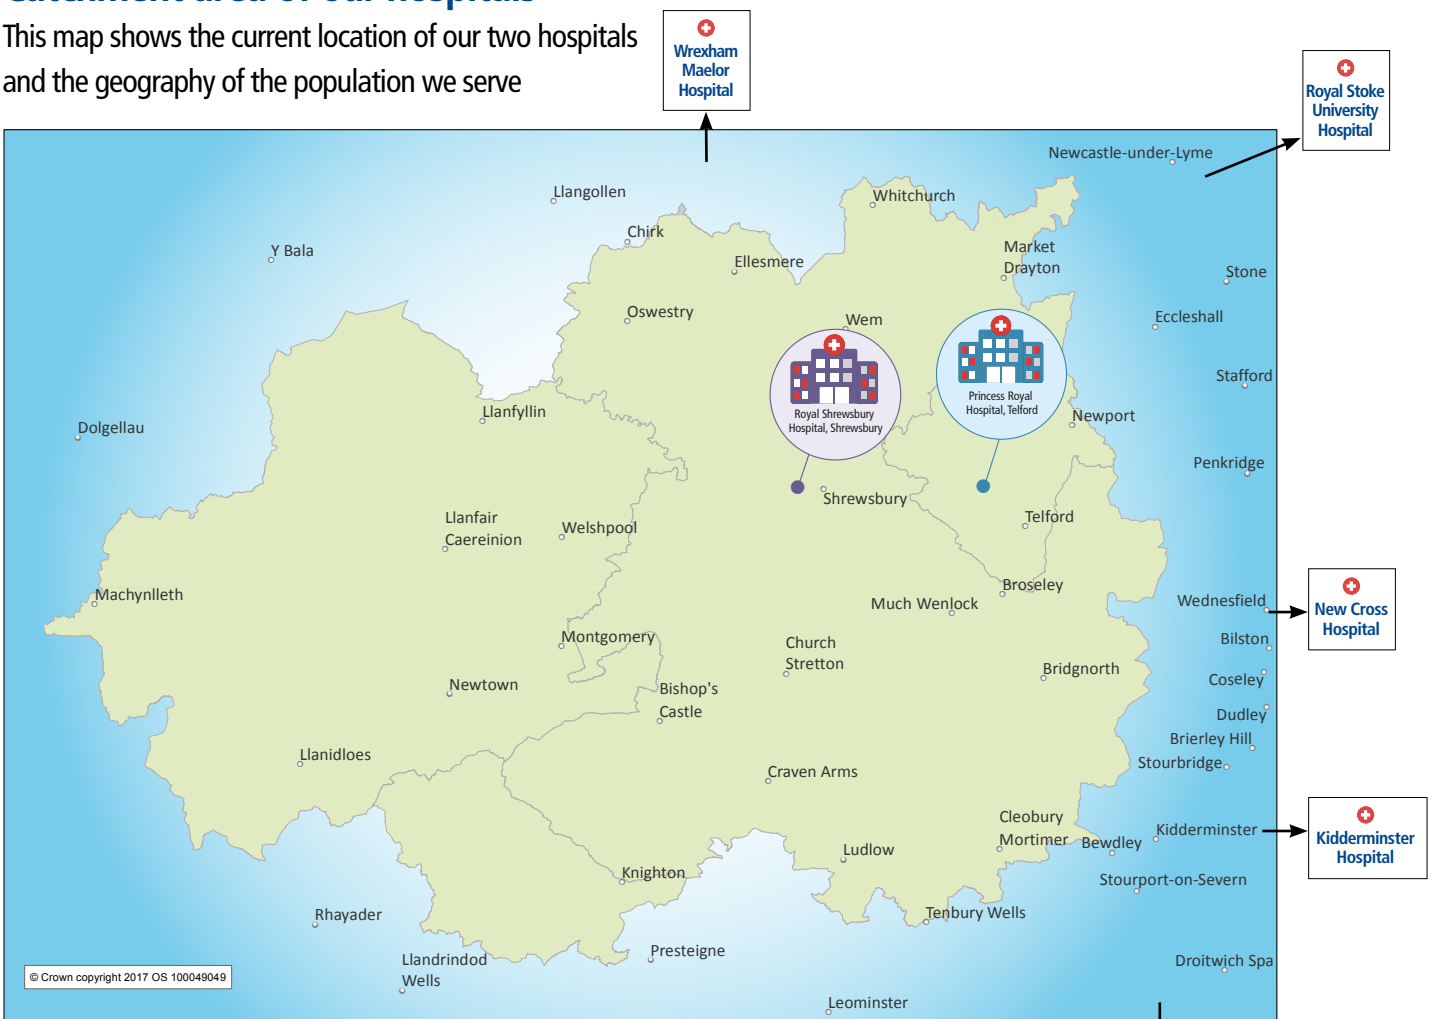 Catchment area of our hospitals
This map shows the current location of our two hospitals
and the geography of the population we serve
Wrexham
Maelor
Hospital
Royal Stoke
University
Hospital
Newcastle-under-Lyme
Llangollen
Whitchurch
Chirk
Y Bala
Ellesmere
Market
Drayton
Stone
Oswestry
Wem
Eccleshall
Stafford
Princess Royal
Hospital, Telford
Royal Shrewsbury
Hospital, Shrewsbury
Llanfyllin
Newport
Dolgellau
Penkridge
Shrewsbury
Llanfair
Caereinion
Welshpool
Telford
Machynlleth
Broseley
Much Wenlock
Wednesfield
New Cross
Hospital
Montgomery
Church
Stretton
Bilston
Bridgnorth
Coseley
Newtown
Bishop's
Castle
Dudley
Brierley Hill
Llanidloes
Stourbridge
Craven Arms
Cleobury
Mortimer
Kidderminster
Kidderminster
Hospital
Bewdley
Ludlow
Knighton
Stourport-on-Severn
Rhayader
Tenbury Wells
Presteigne
Llandrindod
Wells
Droitwich Spa
© Crown copyright 2017 OS 100049049
Leominster